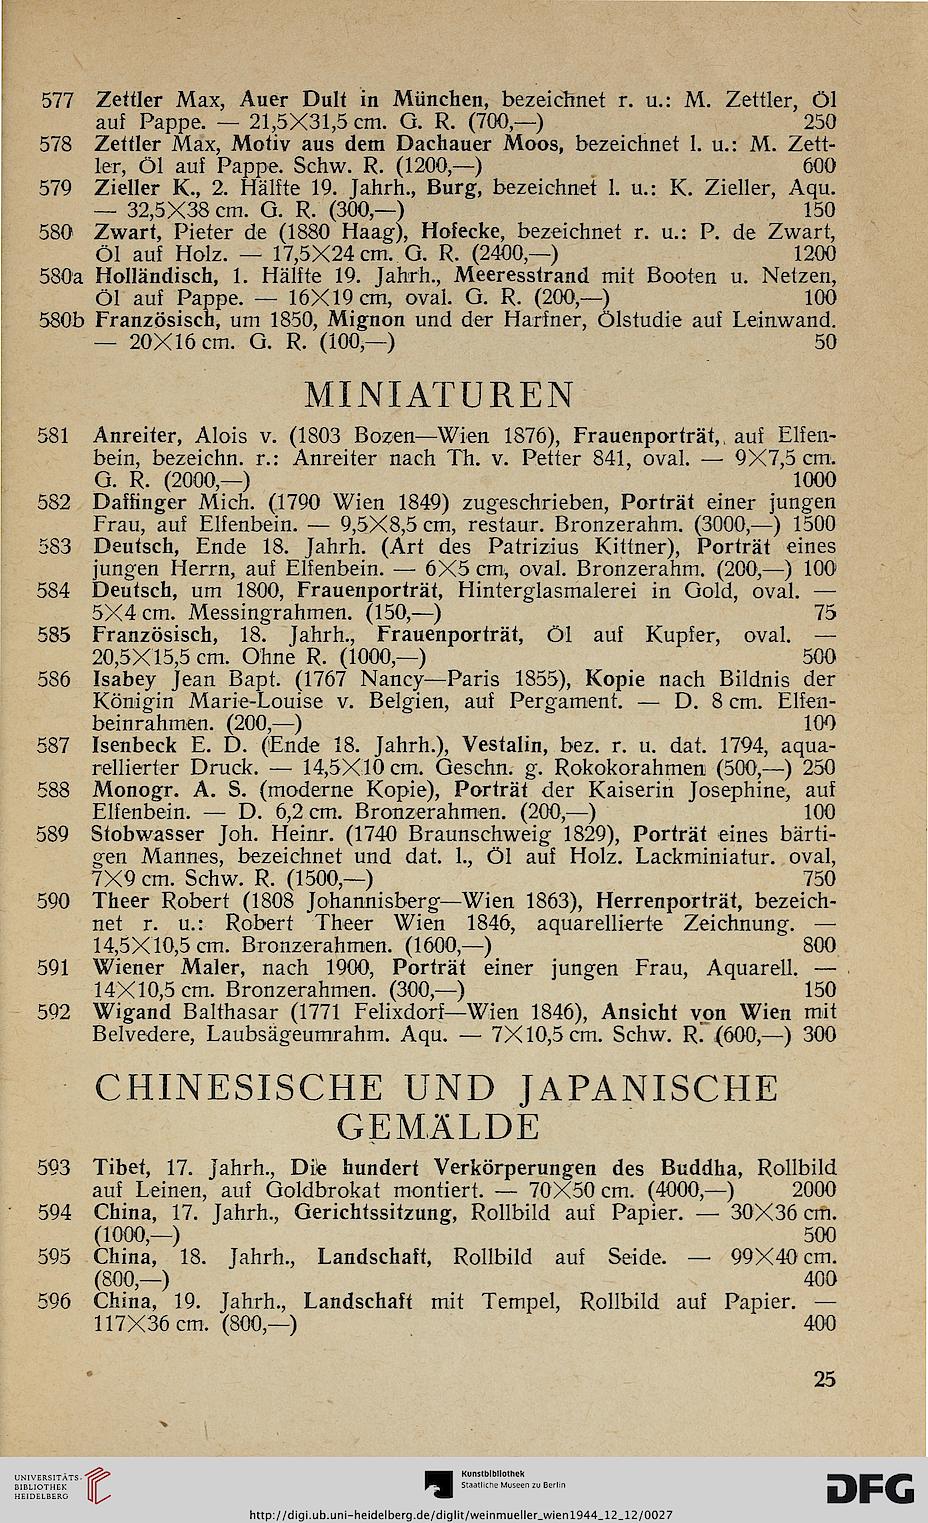 577 Zettler Max, Auer Dult in München, bezeichnet r. u.: M. Zettler, Öl
auf Pappe. — 21,5×31,5 cm. G. R. (700,—) 250
578 Zettler Max, Motiv aus dem Dachauer Moos, bezeichnet l. u.: M. Zett-
ler, Öl auf Pappe. Schw. R. (1200,—) 600
579 Zieller K., 2. Hälfte 19. Jahrh., Burg, bezeichnet l. u.: K. Zieller, Aqu.
— 32,5×38 cm. G. R. (300,—) 150
580 Zwart, Pieter de (1880 Haag), Hofecke, bezeichnet r. u.: P. de Zwart,
Öl auf Holz. — 17,5×24 cm. G. R. (2400,—) 1200
580a Holländisch, 1. Hälfte 19. Jahrh., Meeresstrand mit Booten u. Netzen,
Öl auf Pappe. — 16×19 cm, oval. G. R. (200,—) 100
580b Französisch, um 1850, Mignon und der Harfner, Ölstudie auf Leinwand.
— 20×16 cm. G. R. (100,—) 50
MINIATUREN
581 Anreiter, Alois v. (1803 Bozen—Wien 1876), Frauenporträt, auf Elfen-
bein, bezeichn. r.: Anreiter nach Th. v. Petter 841, oval. — 9×7,5 cm.
G. R. (2000,—) 1000
582 Daffinger Mich. (1790 Wien 1849) zugeschrieben, Porträt einer jungen
Frau, auf Elfenbein. — 9,5×8,5 cm, restaur. Bronzerahm. (3000,—) 1500
583 Deutsch, Ende 18. Jahrh. (Art des Patrizius Kittner), Porträt eines
jungen Herrn, auf Elfenbein. — 6×5 cm, oval. Bronzerahm. (200,—) 100
584 Deutsch, um 1800, Frauenporträt, Hinterglasmalerei in Gold, oval. —
5×4 cm. Messingrahmen. (150,—) 75
585 Französisch, 18. Jahrh., Frauenporträt, Öl auf Kupfer, oval. —
20,5×15,5 cm. Ohne R. (1000,—) 500
586 Isabey Jean Bapt. (1767 Nancy—Paris 1855), Kopie nach Bildnis der
Königin Marie-Louise v. Belgien, auf Pergament. — D. 8 cm. Elfen-
beinrahmen. (200,—) 100
587 Isenbeck E. D. (Ende 18. Jahrh.), Vestalin, bez. r. u. dat. 1794, aqua-
rellierter Druck. — 14,5×10 cm. Geschn. g. Rokokorahmen (500,—) 250
588 Monogr. A. S. (moderne Kopie), Porträt der Kaiserin Josephine, auf
Elfenbein. — D. 6,2 cm. Bronzerahmen. (200,—) 100
589 Stobwasser Joh. Heinr. (1740 Braunschweig 1829), Porträt eines bärti-
gen Mannes, bezeichnet und dat. l., Öl auf Holz. Lackminiatur. oval,
7×9 cm. Schw. R. (1500,—) 750
590 Theer Robert (1808 Johannisberg—Wien 1863), Herrenporträt, bezeich-
net r. u.: Robert Theer Wien 1846, aquarellierte Zeichnung. —
14,5×10,5 cm. Bronzerahmen. (1600,—) 800
591 Wiener Maler, nach 1900, Porträt einer jungen Frau, Aquarell. —
14×10,5 cm. Bronzerahmen. (300,—) 150
592 Wigand Balthasar (1771 Felixdorf—Wien 1846), Ansicht von Wien mit
Belvedere, Laubsägeumrahm. Aqu. — 7×10,5 cm. Schw. R. (600,—) 300
CHINESISCHE UND JAPANISCHE
GEMÄLDE
593 Tibet, 17. Jahrh., Die hundert Verkörperungen des Buddha, Rollbild
auf Leinen, auf Goldbrokat montiert. — 70×50 cm. (4000,—) 2000
594 China, 17. Jahrh., Gerichtssitzung, Rollbild auf Papier. — 30×36 cm.
(1000,—) 500
595 China, 18. Jahrh., Landschaft, Rollbild auf Seide. — 99×40 cm.
(800,—) 400
596 China, 19. Jahrh., Landschaft mit Tempel, Rollbild auf Papier. —
117×36 cm. (800,—) 400
25
UNIVERSITÄTS-
BIBLIOTHEK
HEIDELBERG
Kunstbibliothek
Staatliche Museen zu Berlin
DFG
http://digi.ub.uni-heidelberg.de/diglit/weinmueller_wien1944_12_12/0027